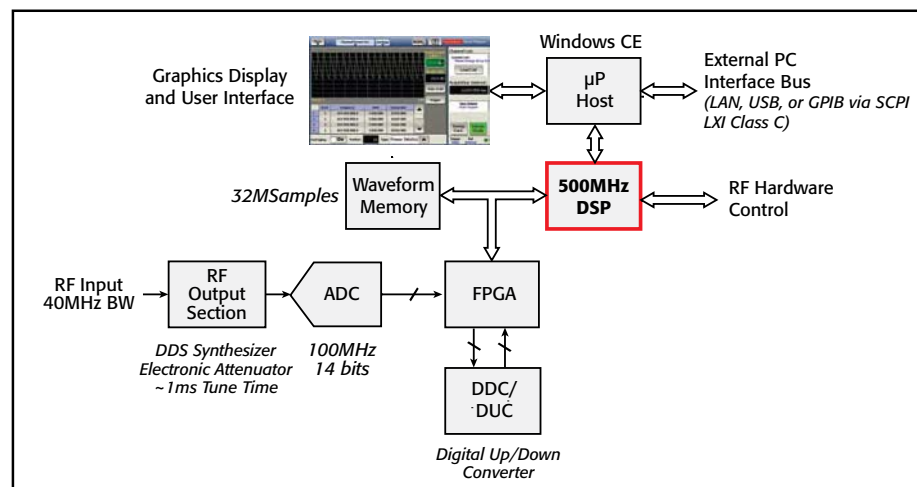 Windows CE
Graphics Display
and User Interface
µP
Host
External PC
Interface Bus
(LAN, USB, or GPIB via SCPI
LXI Class C)
32MSamples
Waveform
Memory
500MHz
DSP
RF Hardware
Control
RF Input
40MHz BW
RF
Output
Section
ADC
FPGA
DDS Synthesizer
Electronic Attenuator
~1ms Tune Time
100MHz
14 bits
DDC/
DUC
Digital Up/Down
Converter